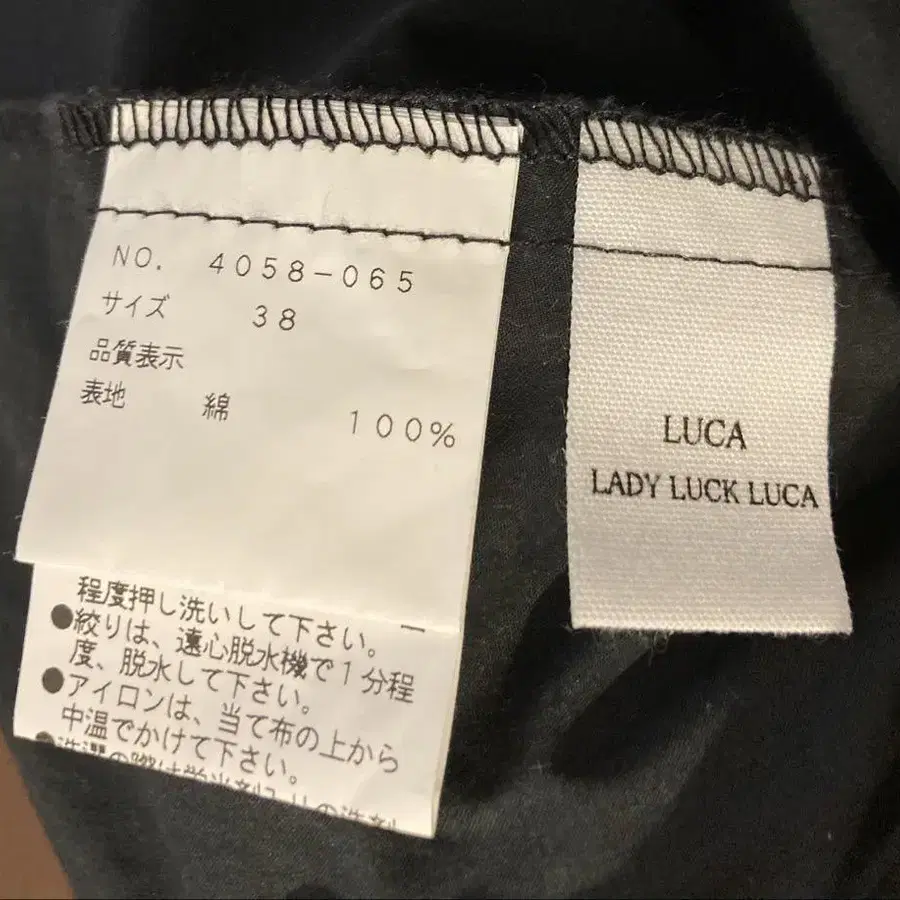 NO. 4058-065
サイズ 38
品質表示
表地 綿 100%
程度押し洗いして下さい。
●絞りは、遠心脱水機で1分程
度、脱水して下さい。
●アイロンは、当て布の上から
中温でかけて下さい。
LUCA
LADY LUCK LUCA